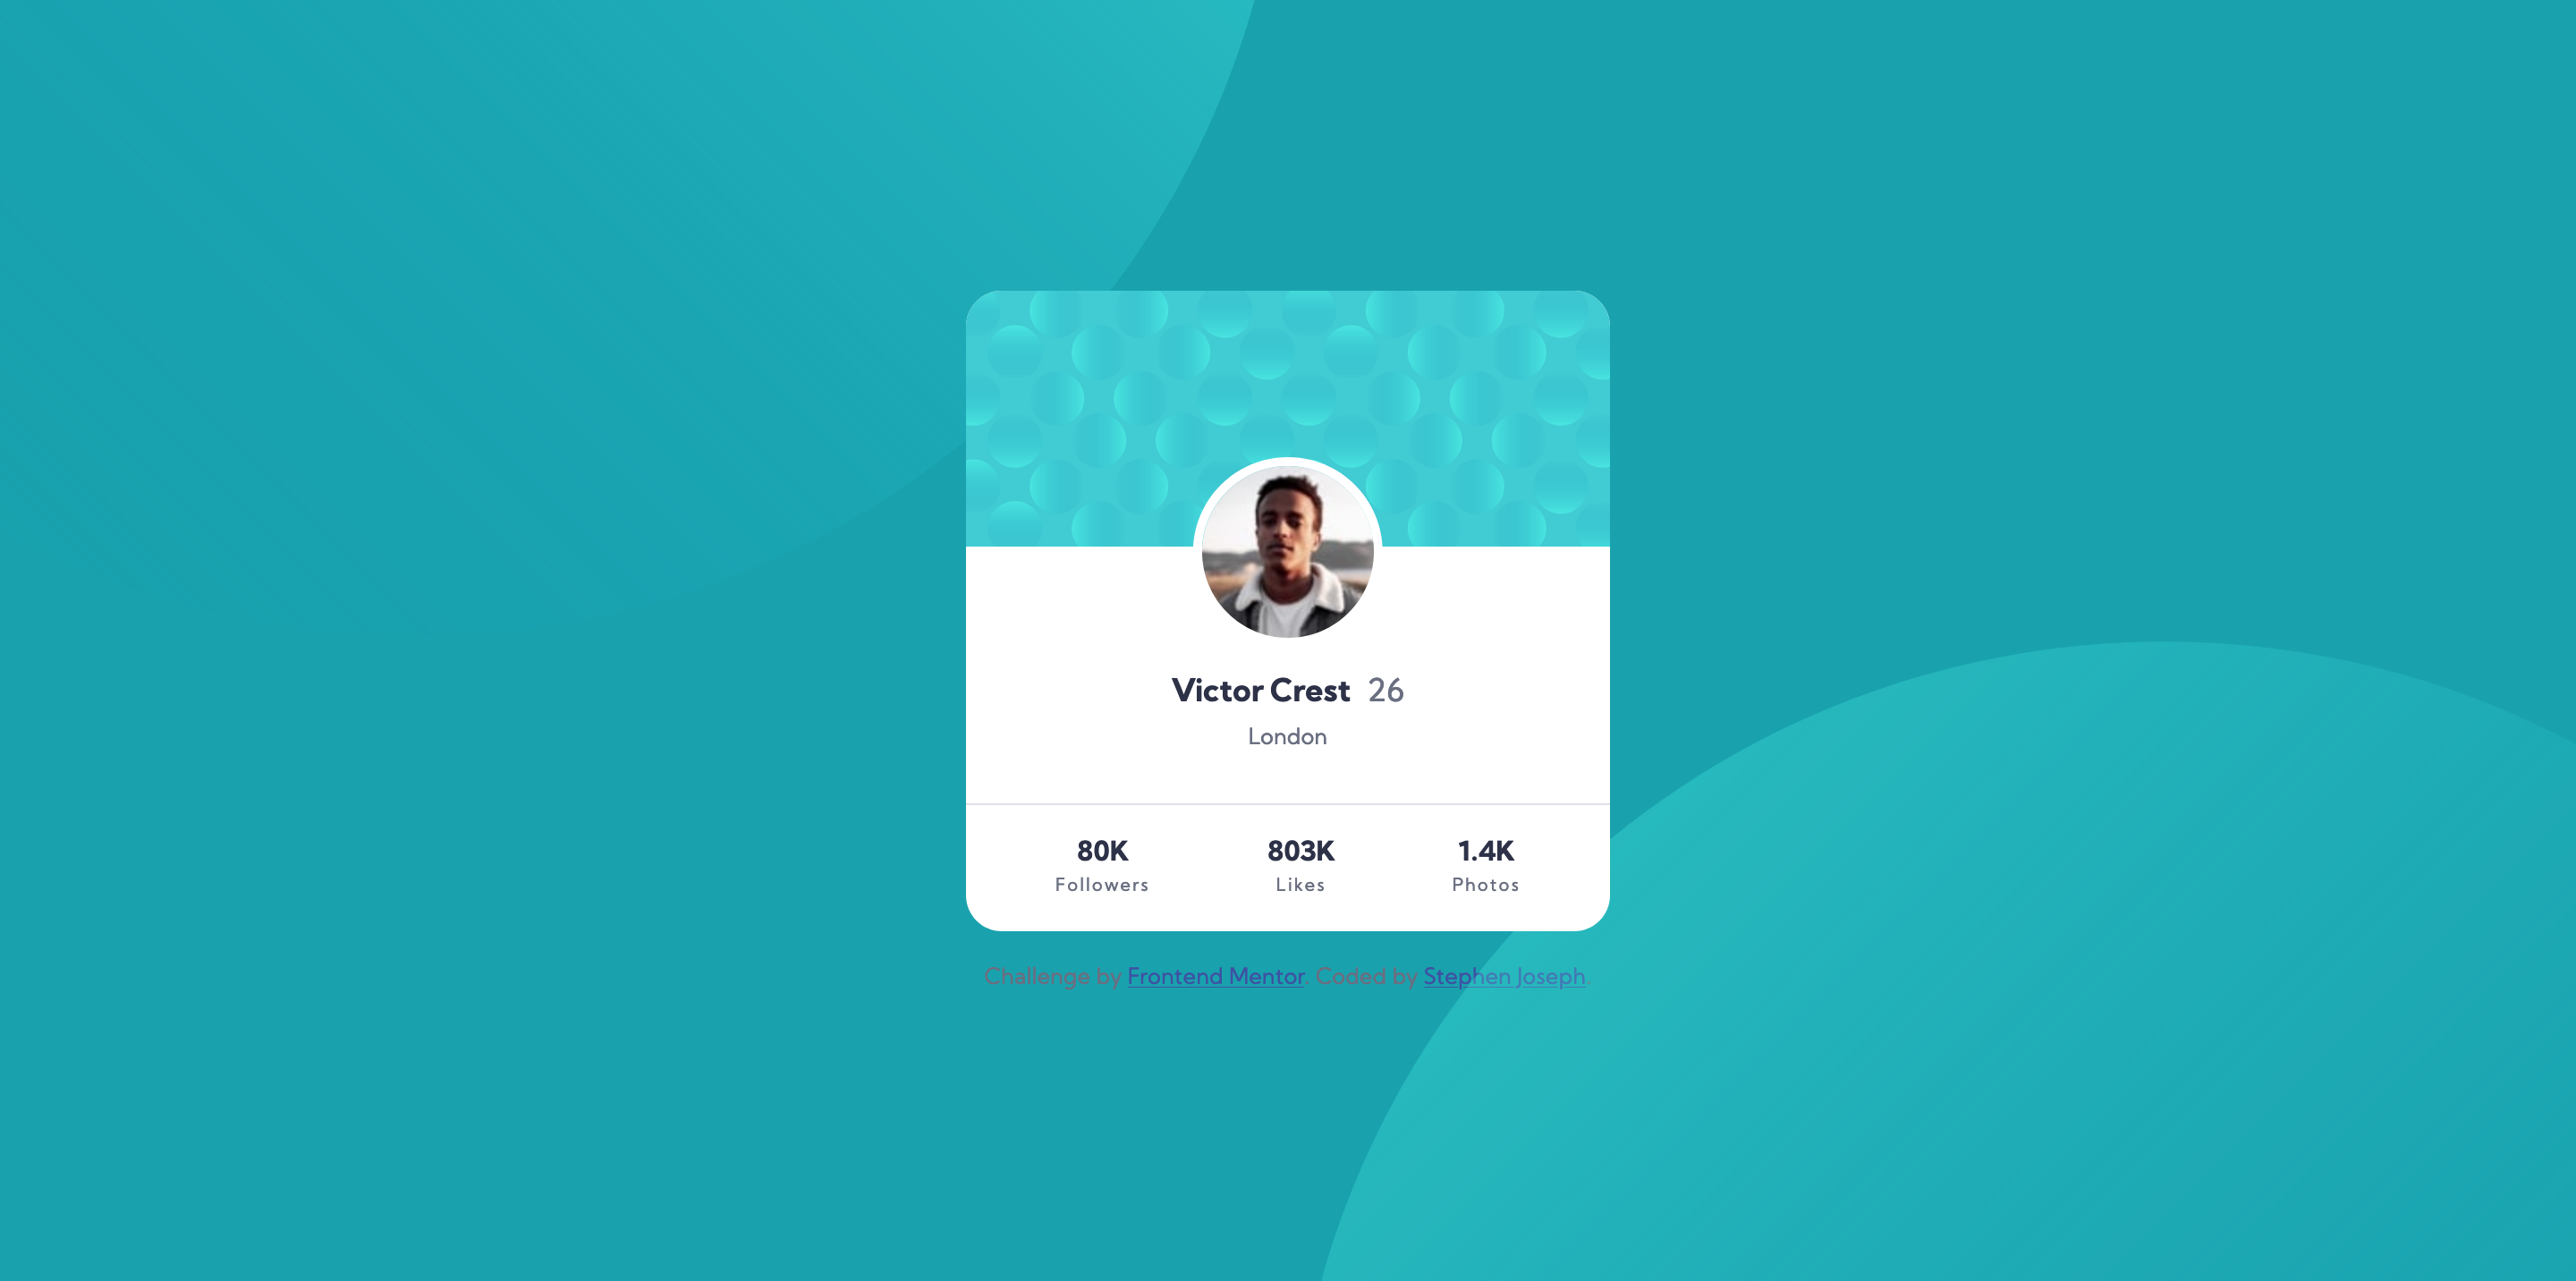 Victor Crest 26
London
80K 803K 1.4K
Followers Likes Photos
Challenge by Frontend Mentor. Coded by Stephen Joseph.